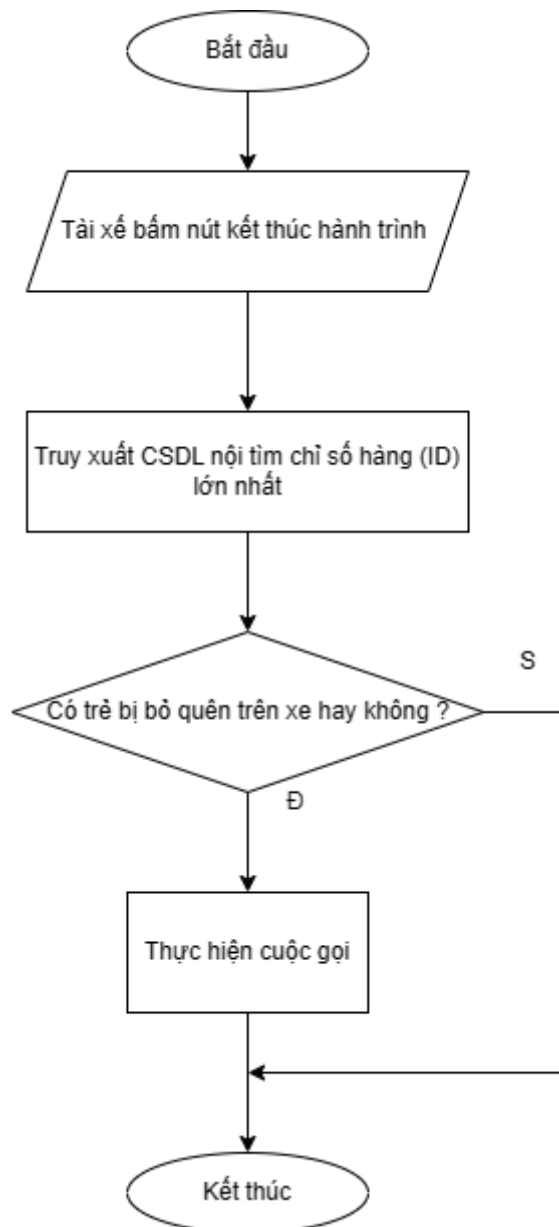 Bắt đầu
Tài xế bấm nút kết thúc hành trình
Truy xuất CSDL nội tìm chỉ số hàng (ID)
lớn nhất
S
Có trẻ bị bỏ quên trên xe hay không ?
Đ
Thực hiện cuộc gọi
Kết thúc